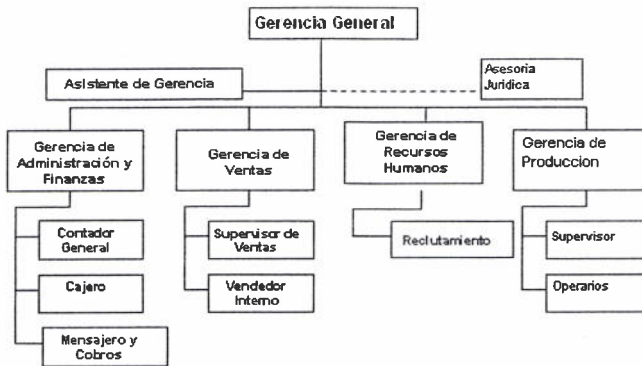 Gerencia General
Asistente de Gerencia
Asesoria
Juridica
Gerencia de
Administración y
Finanzas
Gerencia de
Ventas
Gerencia de
Recursos
Humanos
Gerencia de
Produccion
Contador
General
Supervisor de
Ventas
Reclutamiento
Supervisor
Cajero
Vendedor
Interno
Operarios
Mensajero y
Cobros